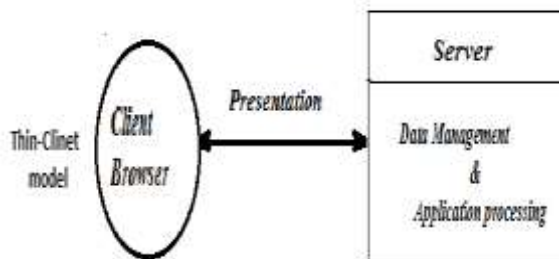 Thin-Clinet
model
Client
Browser
Presentation
Server
Data Management
&
Application processing